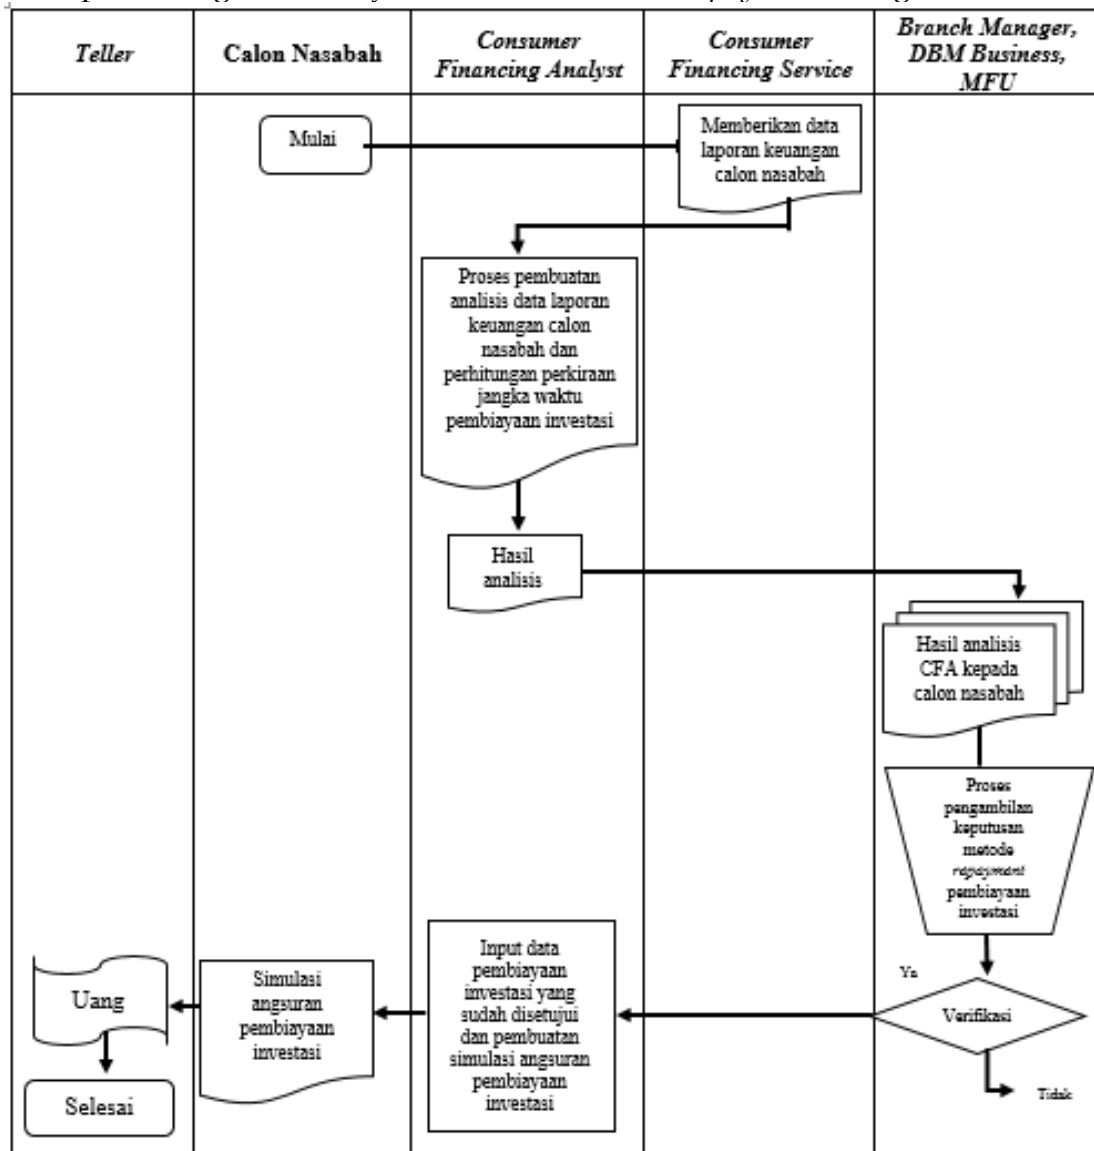 Teller
Calon Nasabah
Consumer
Financing Analyst
Consumer
Financing Service
Branch Manager,
DBM Business,
MFU
Mulai
Memberikan data
laporan keuangan
calon nasabah
Proses pembuatan
analisis data laporan
keuangan calon
nasabah dan
perhitungan perkiraan
jangka waktu
pembiayaan investasi
Hasil
analisis
Hasil analisis
CFA kepada
calon nasabah
Proses
pengambilan
keputusan
metode
repayment
pembiayaan
investasi
Ya
Verifikasi
Tidak
Input data
pembiayaan
investasi yang
sudah disetujui
dan pembuatan
simulasi angsuran
pembiayaan
investasi
Simulasi
angsuran
pembiayaan
investasi
Uang
Selesai